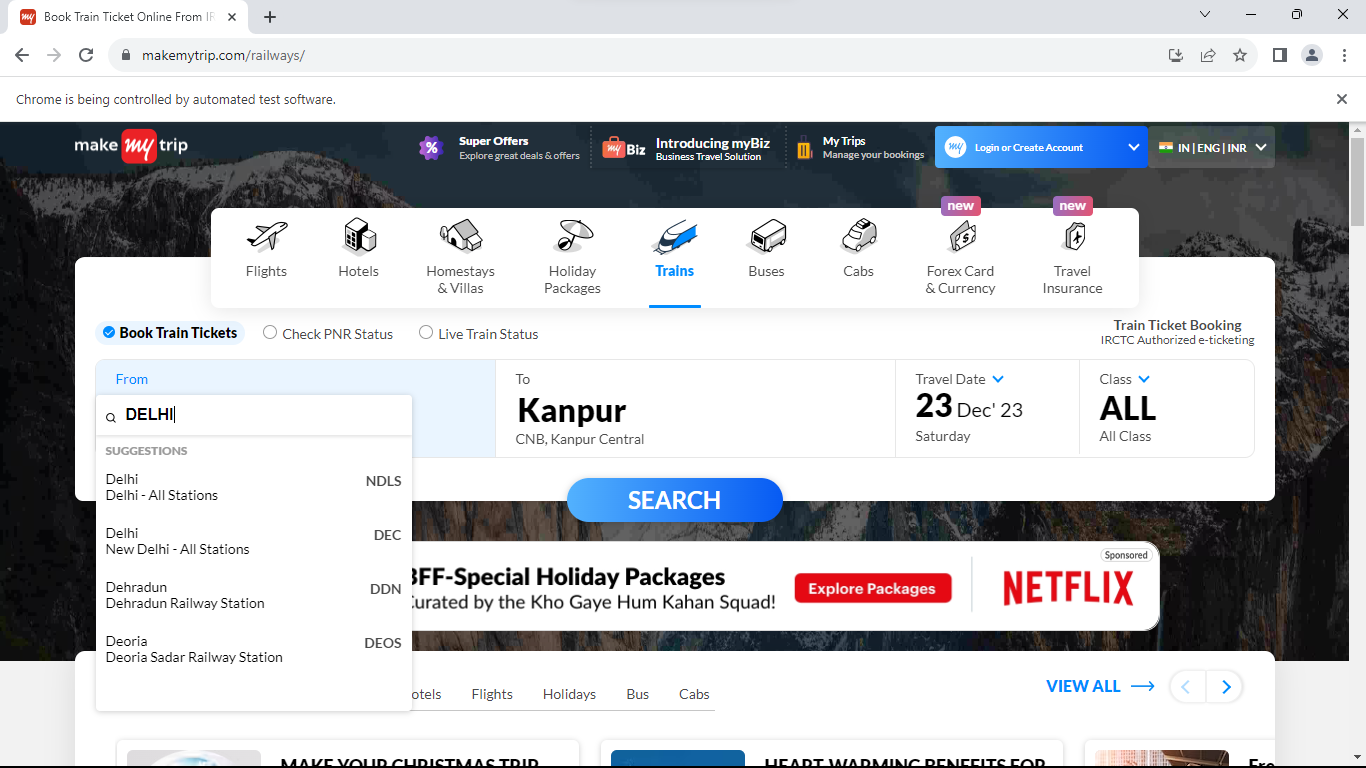 Book Train Ticket Online From IR
makemytrip.com/railways/
Chrome is being controlled by automated test software.
make my trip
Super Offers
Explore great deals & offers
my Biz
Introducing myBiz
Business Travel Solution
My Trips
Manage your bookings
my
Login or Create Account
IN | ENG | INR
new
new
Flights
Hotels
Homestays
& Villas
Holiday
Packages
Trains
Buses
Cabs
Forex Card
& Currency
Travel
Insurance
Book Train Tickets
Check PNR Status
Live Train Status
Train Ticket Booking
IRCTC Authorized e-ticketing
From
DELHI
To
Kanpur
CNB, Kanpur Central
Travel Date
23 Dec' 23
Saturday
Class
ALL
All Class
SUGGESTIONS
Delhi
Delhi - All Stations
NDLS
Delhi
New Delhi - All Stations
DEC
Dehradun
Dehradun Railway Station
DDN
Deoria
Deoria Sadar Railway Station
DEOS
SEARCH
BFF-Special Holiday Packages
Curated by the Kho Gaye Hum Kahan Squad!
Explore Packages
Sponsored
NETFLIX
otels
Flights
Holidays
Bus
Cabs
VIEW ALL
MAKE YOUR CHRISTMAS TRIP
HEART-WARMING BENEFITS FOR
Fre